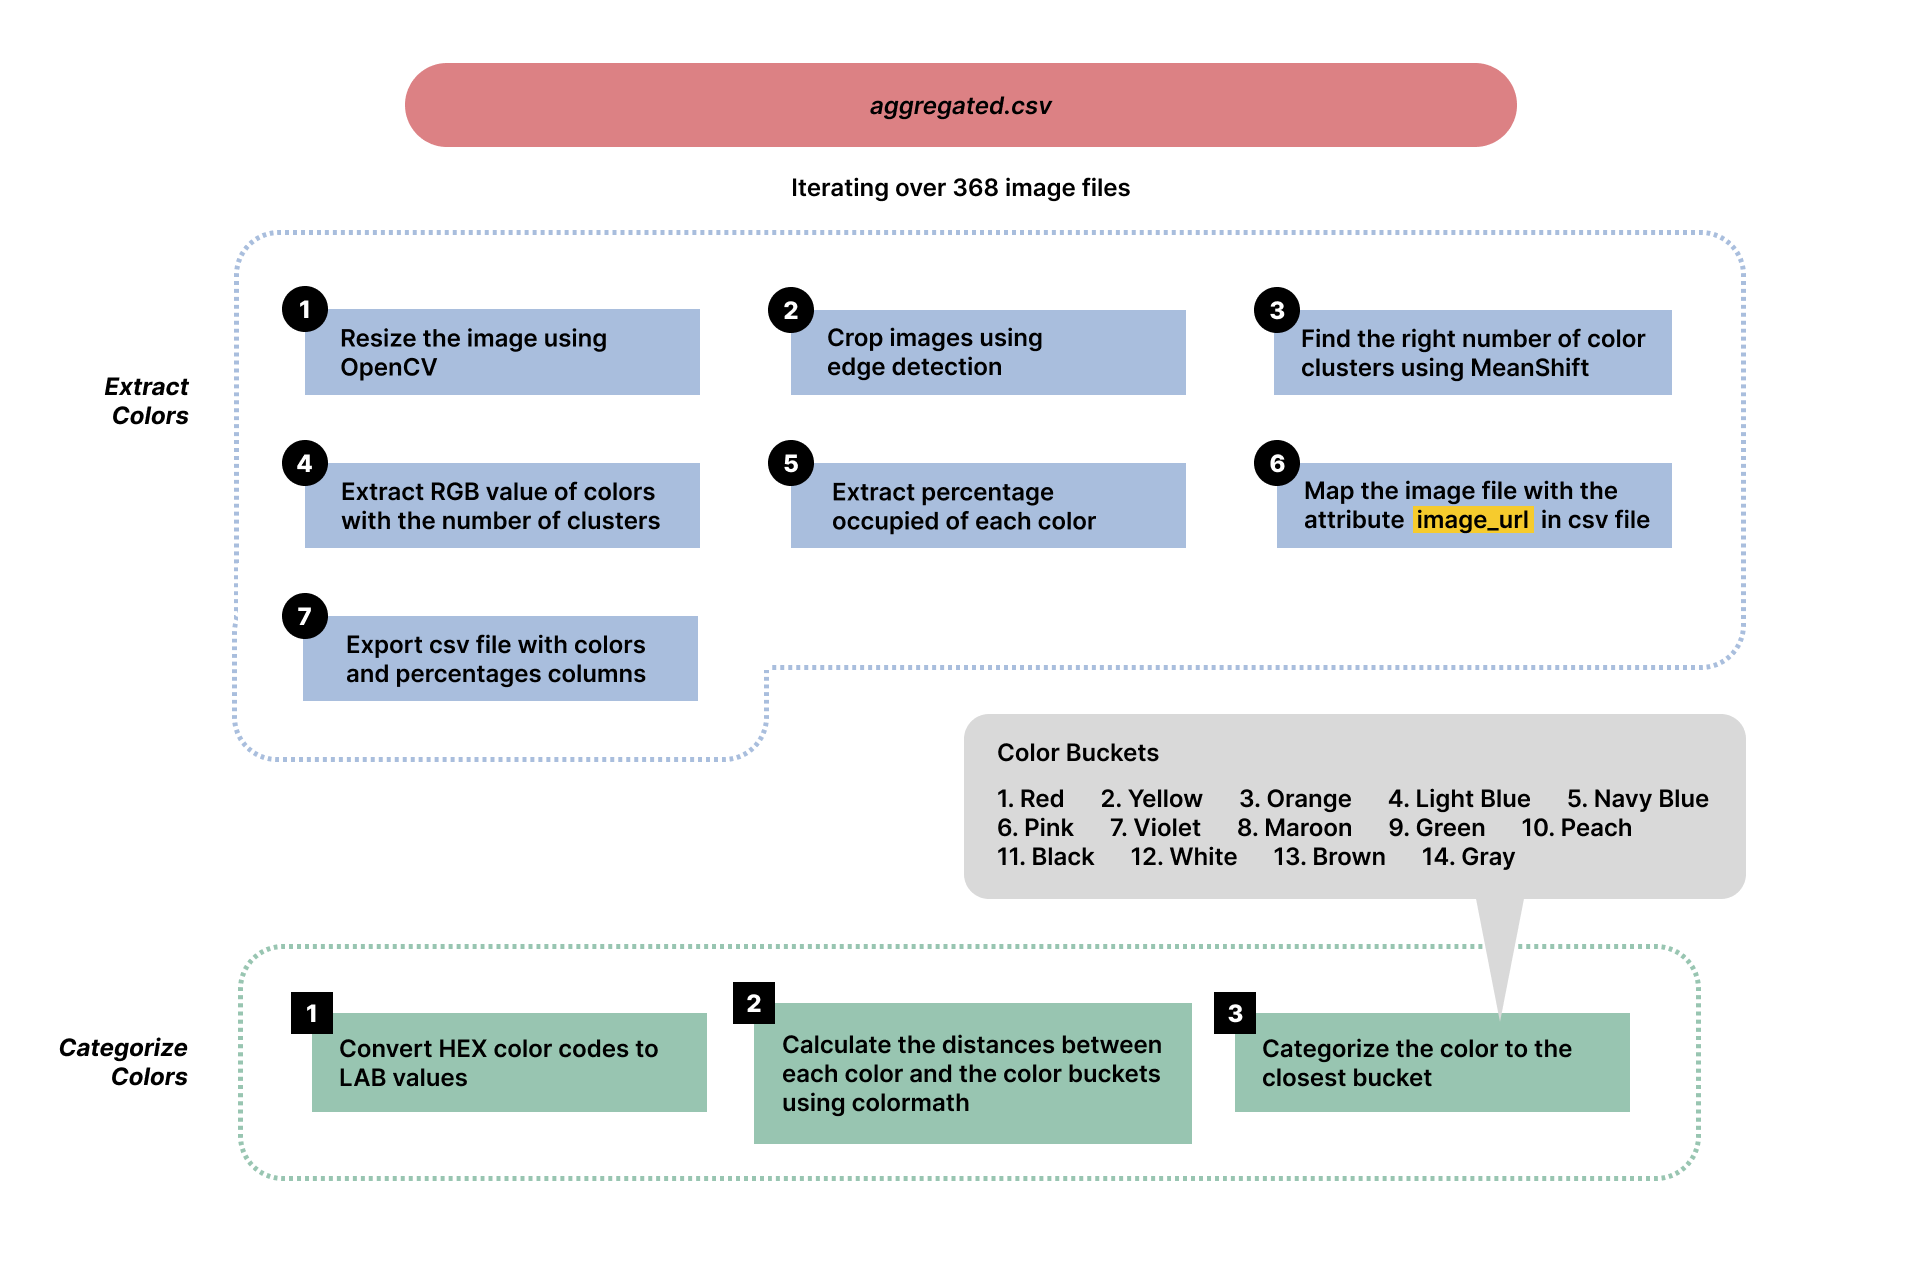 aggregated.csv
Iterating over 368 image files
Extract
Colors
1
Resize the image using
OpenCV
2
Crop images using
edge detection
3
Find the right number of color
clusters using MeanShift
4
Extract RGB value of colors
with the number of clusters
5
Extract percentage
occupied of each color
6
Map the image file with the
attribute image_url in csv file
7
Export csv file with colors
and percentages columns
Color Buckets
1. Red 2. Yellow 3. Orange 4. Light Blue 5. Navy Blue
6. Pink 7. Violet 8. Maroon 9. Green 10. Peach
11. Black 12. White 13. Brown 14. Gray
Categorize
Colors
1
Convert HEX color codes to
LAB values
2
Calculate the distances between
each color and the color buckets
using colormath
3
Categorize the color to the
closest bucket